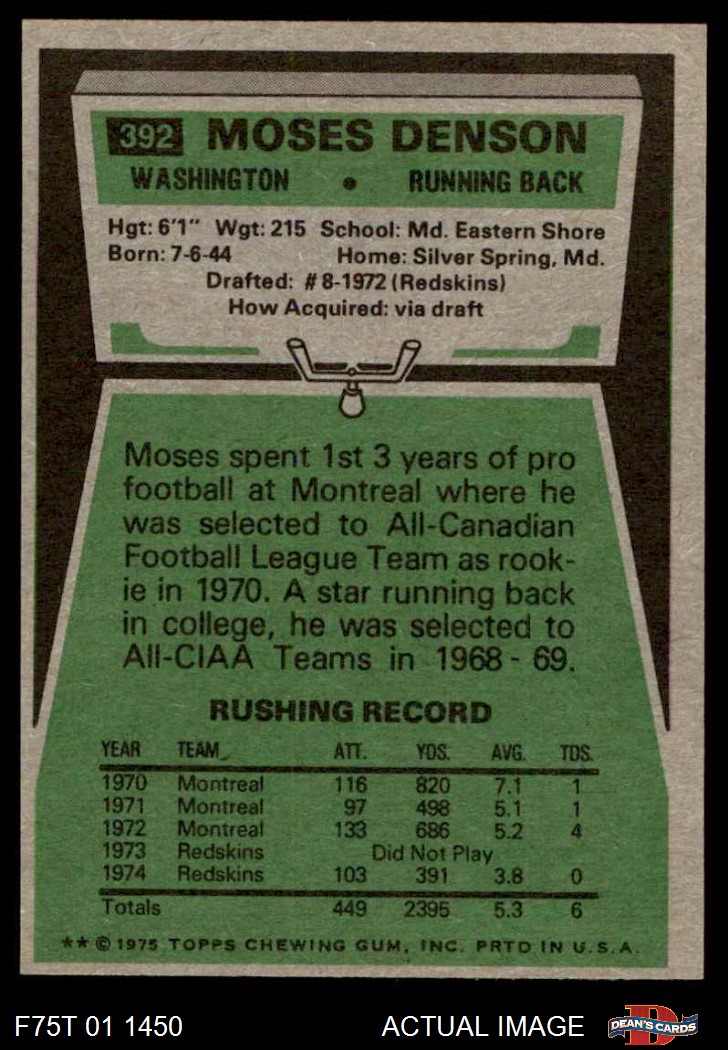 392 MOSES DENSON
WASHINGTON • RUNNING BACK
Hgt: 6'1" Wgt: 215 School: Md. Eastern Shore
Born: 7-6-44 Home: Silver Spring, Md.
Drafted: #8-1972 (Redskins)
How Acquired: via draft
Moses spent 1st 3 years of pro
football at Montreal where he
was selected to All-Canadian
Football League Team as rook-
ie in 1970. A star running back
in college, he was selected to
All-CIAA Teams in 1968-69.
RUSHING RECORD
YEAR TEAM ATT. YDS. AVG. TDS.
1970 Montreal 116 820 7.1 1
1971 Montreal 97 498 5.1 1
1972 Montreal 133 686 5.2 4
1973 Redskins Did Not Play
1974 Redskins 103 391 3.8 0
Totals 449 2395 5.3 6
** © 1975 TOPPS CHEWING GUM, INC. PRTD IN U.S.A.
F75T 01 1450 ACTUAL IMAGE D DEAN'S CARDS